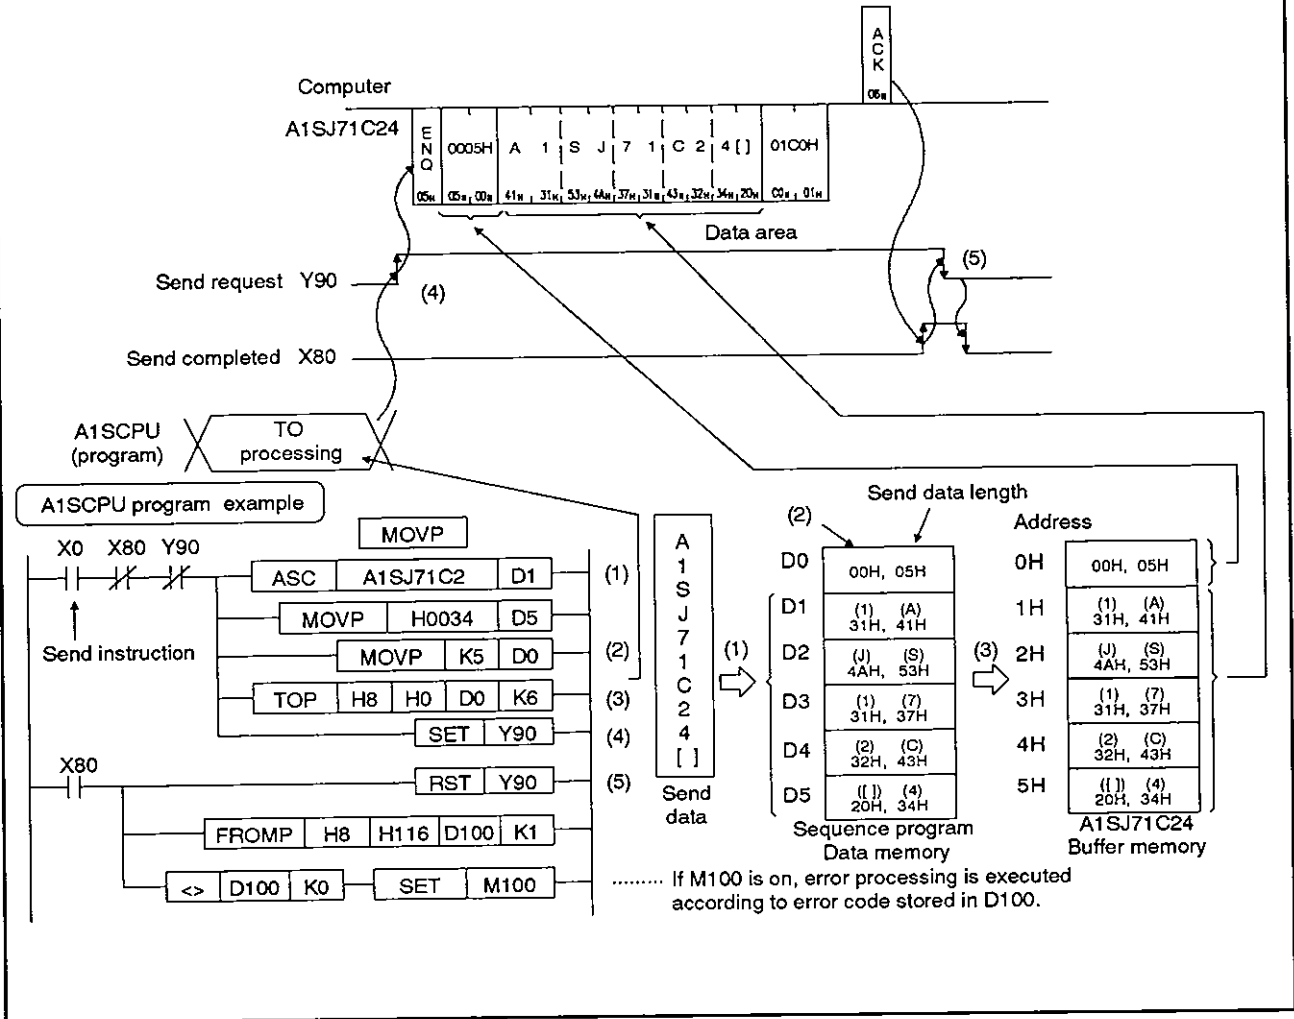 A
C
K
06H
Computer
A1SJ71C24
E
N
Q
0005H
A 1 S J 7 1 C 2 4 [ ]
01C0H
05H 05H, 00H 41H, 31H, 53H, 4AH, 37H, 31H, 43H, 32H, 34H, 20H C0H, 01H
Data area
Send request Y90
(4)
(5)
Send completed X80
A1SCPU
(program)
TO
processing
A1SCPU program example
MOVP
X0 X80 Y90
ASC A1SJ71C2 D1 (1)
MOVP H0034 D5
Send instruction
MOVP K5 D0 (2)
TOP H8 H0 D0 K6 (3)
SET Y90 (4)
X80
RST Y90 (5)
FROMP H8 H116 D100 K1
<> D100 K0 SET M100
......... If M100 is on, error processing is executed
according to error code stored in D100.
A
1
S
J
7
1
C
2
4
[ ]
Send
data
(1)
(2)
Send data length
D0 00H, 05H
D1 (1) (A)
31H, 41H
D2 (J) (S)
4AH, 53H
D3 (1) (7)
31H, 37H
D4 (2) (C)
32H, 43H
D5 ([ ]) (4)
20H, 34H
Sequence program
Data memory
(3)
Address
0H 00H, 05H
1H (1) (A)
31H, 41H
2H (J) (S)
4AH, 53H
3H (1) (7)
31H, 37H
4H (2) (C)
32H, 43H
5H ([ ]) (4)
20H, 34H
A1SJ71C24
Buffer memory